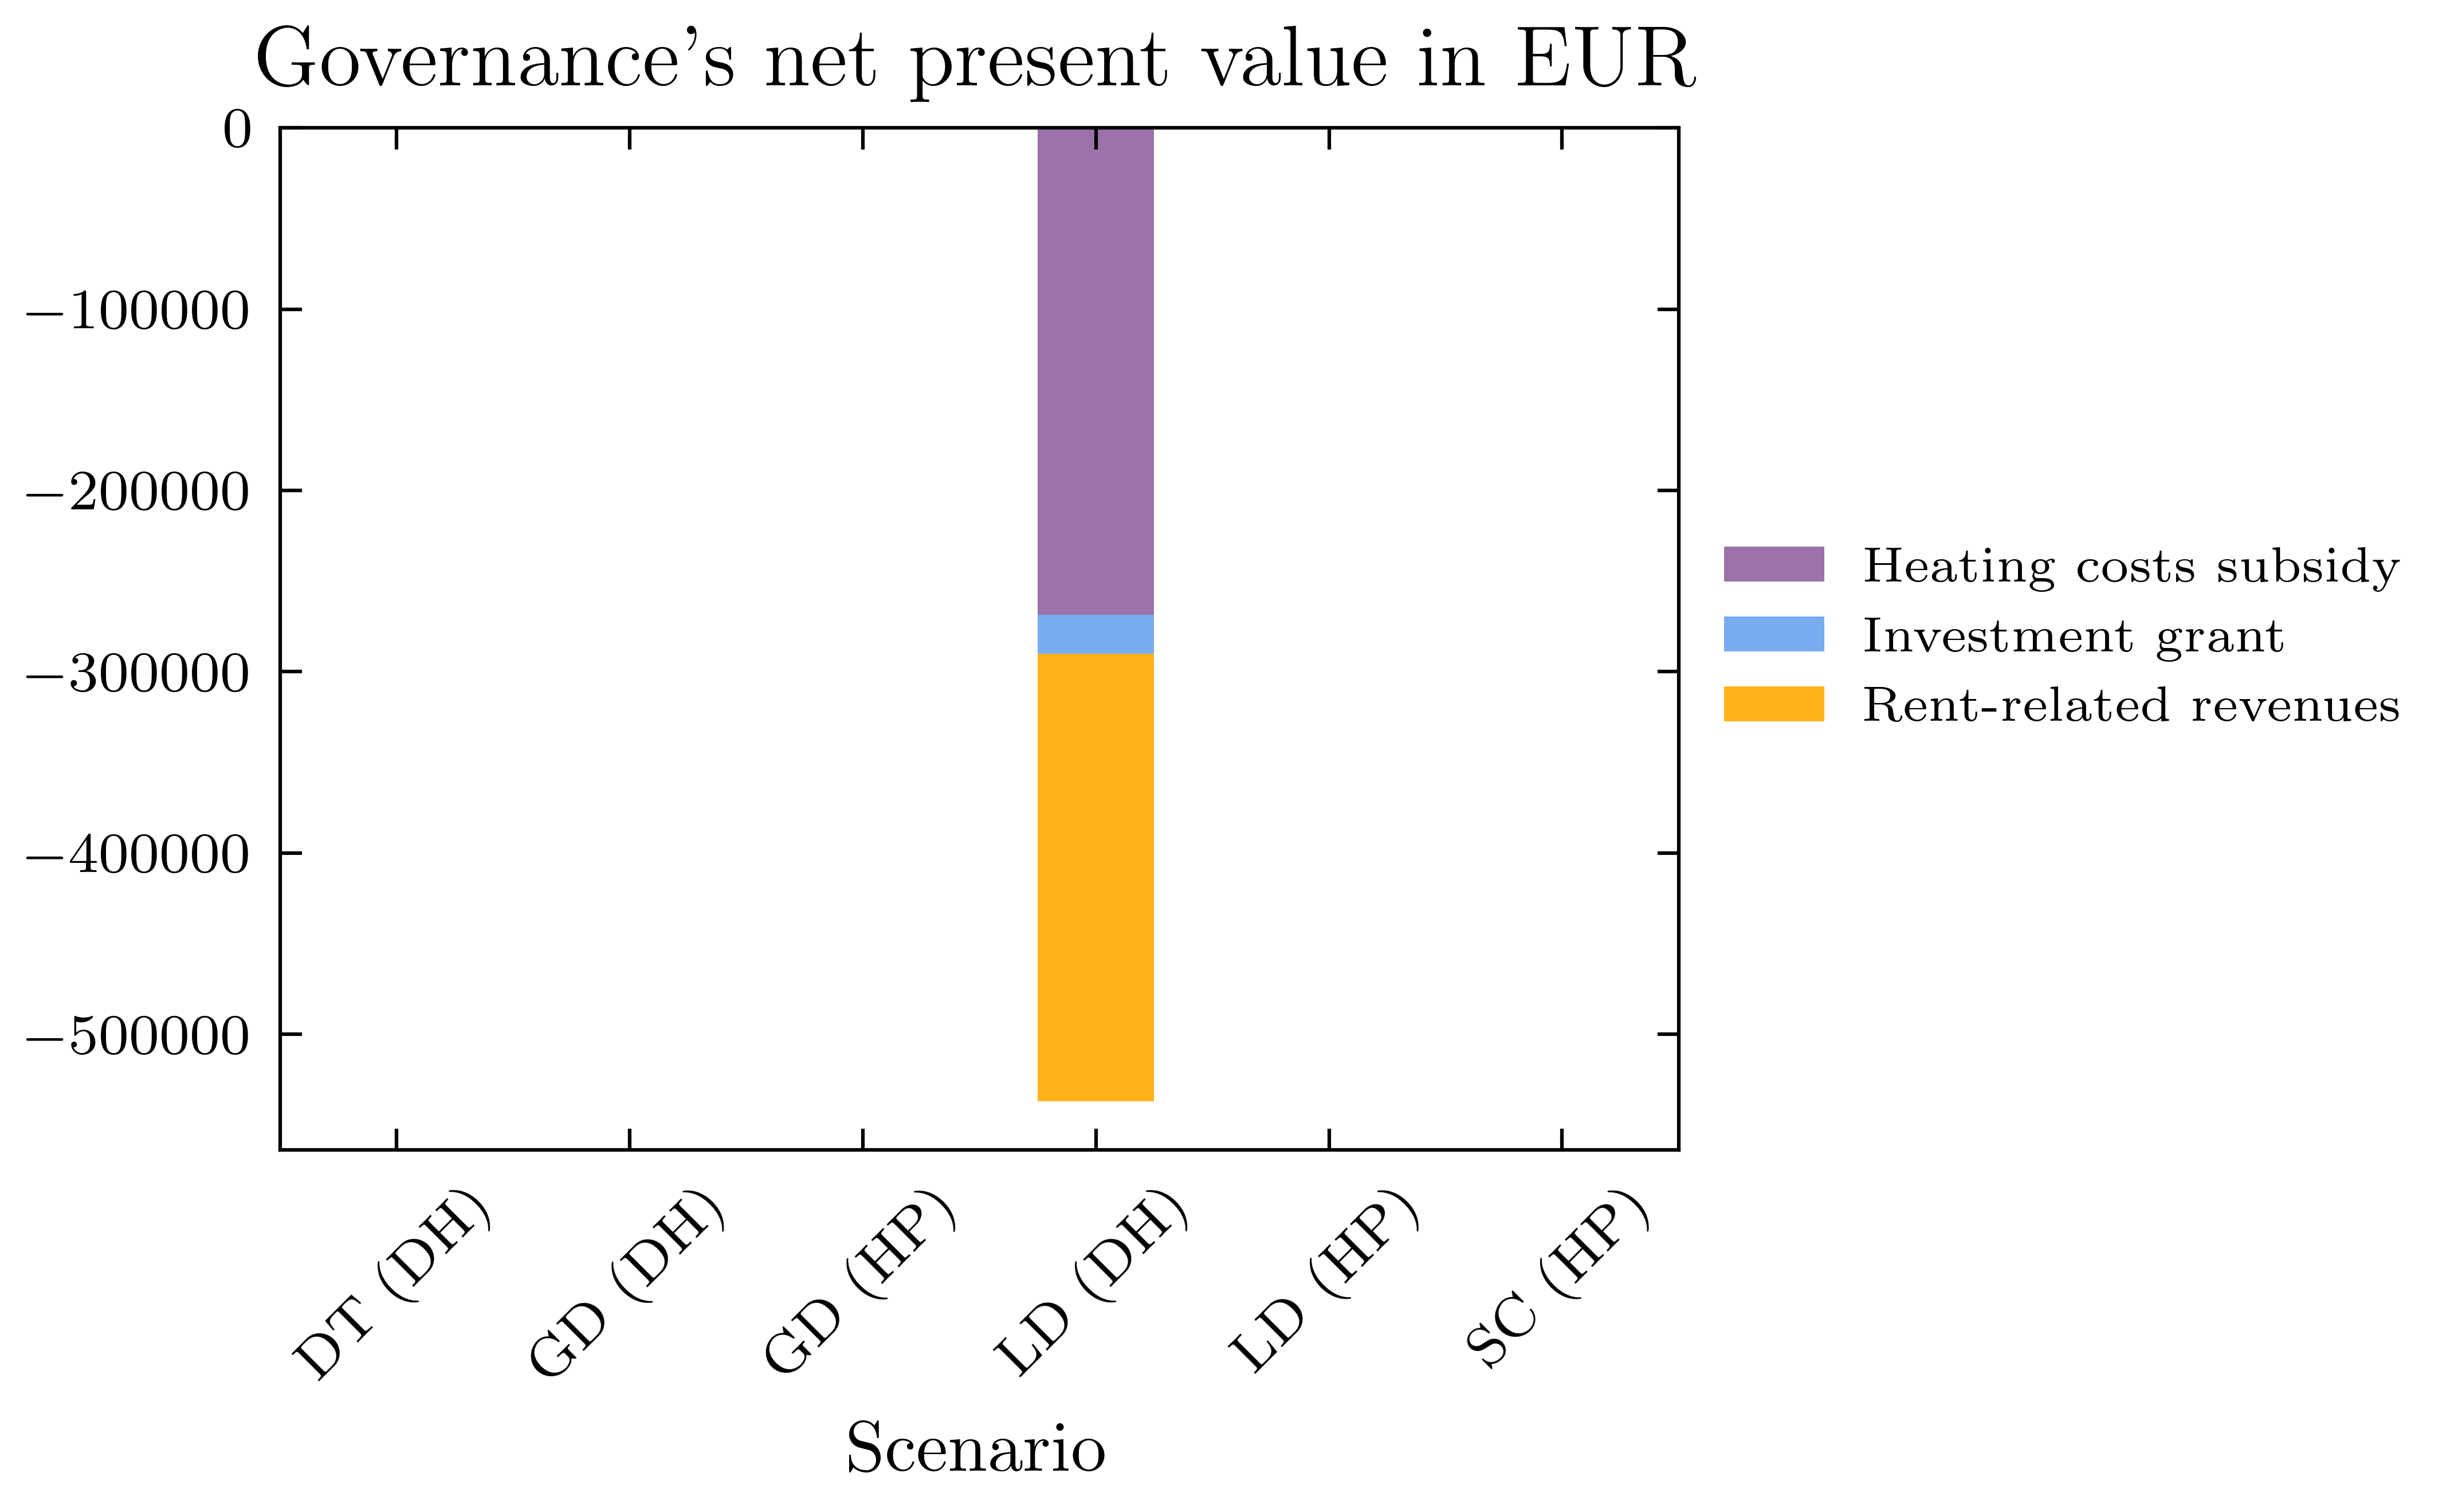 Governance’s net present value in EUR
0
−100000
−200000
−300000
−400000
−500000
Heating costs subsidy
Investment grant
Rent-related revenues
DT (DH)
GD (DH)
GD (HP)
LD (DH)
LD (HP)
SC (HP)
Scenario